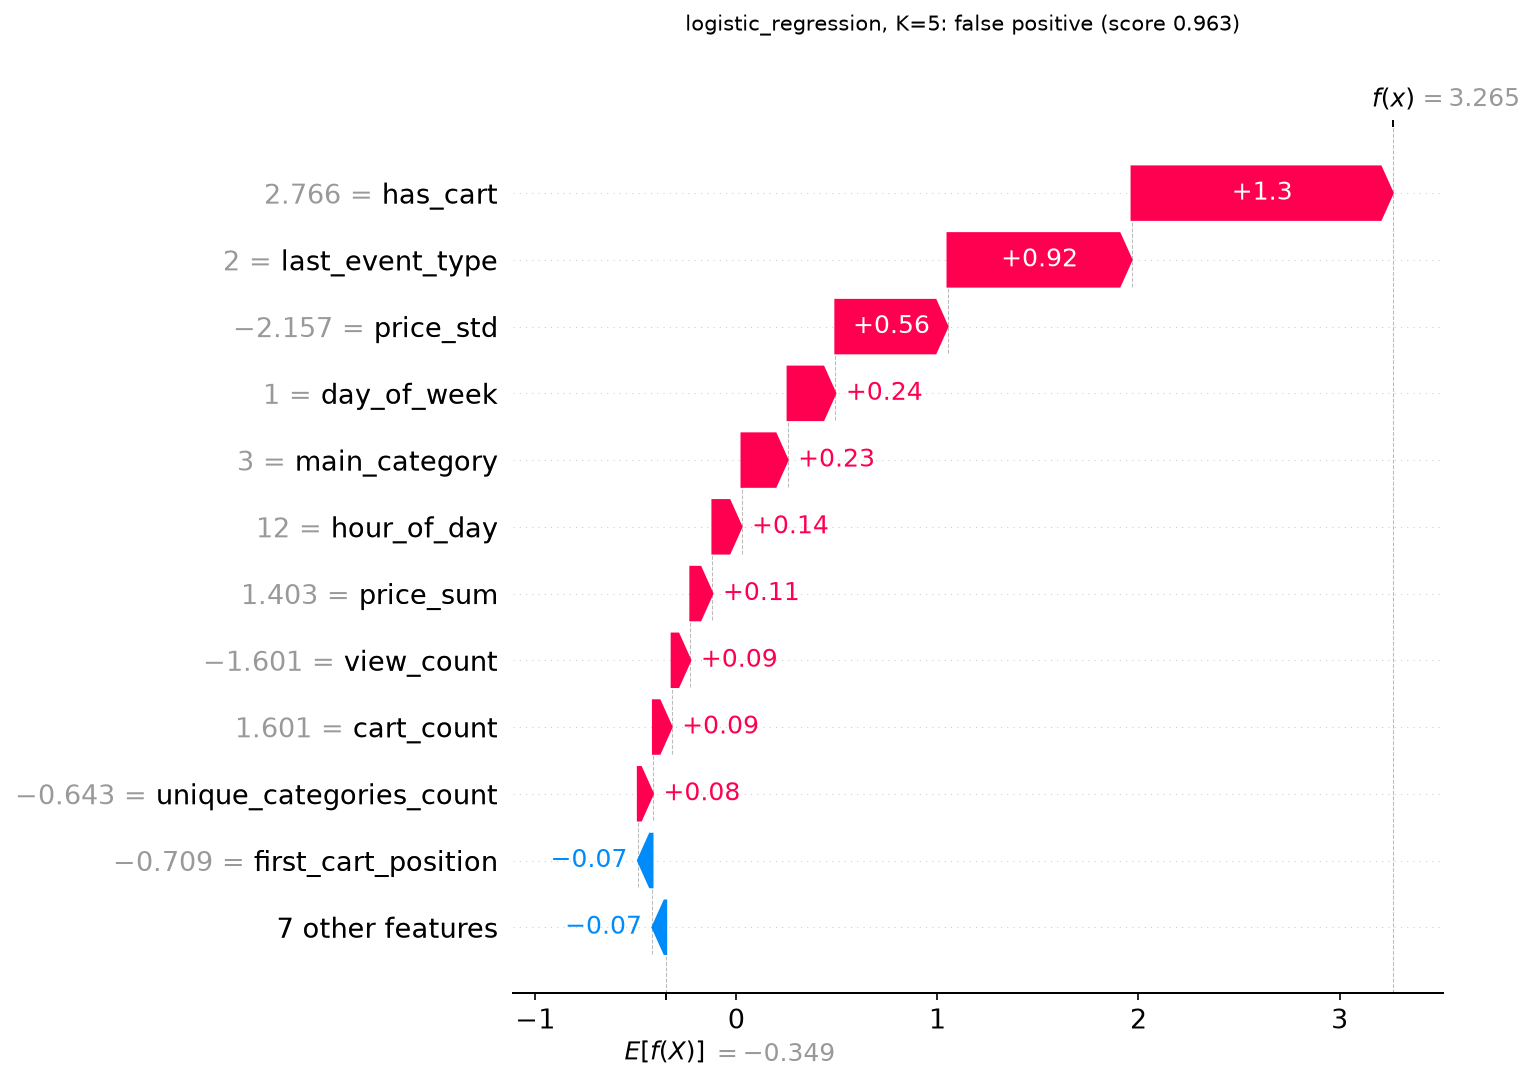 logistic_regression, K=5: false positive (score 0.963)
f(x) = 3.265
2.766 = has_cart +1.3
2 = last_event_type +0.92
−2.157 = price_std +0.56
1 = day_of_week +0.24
3 = main_category +0.23
12 = hour_of_day +0.14
1.403 = price_sum +0.11
−1.601 = view_count +0.09
1.601 = cart_count +0.09
−0.643 = unique_categories_count +0.08
−0.709 = first_cart_position −0.07
7 other features −0.07
−1 0 1 2 3
E[f(X)] = −0.349